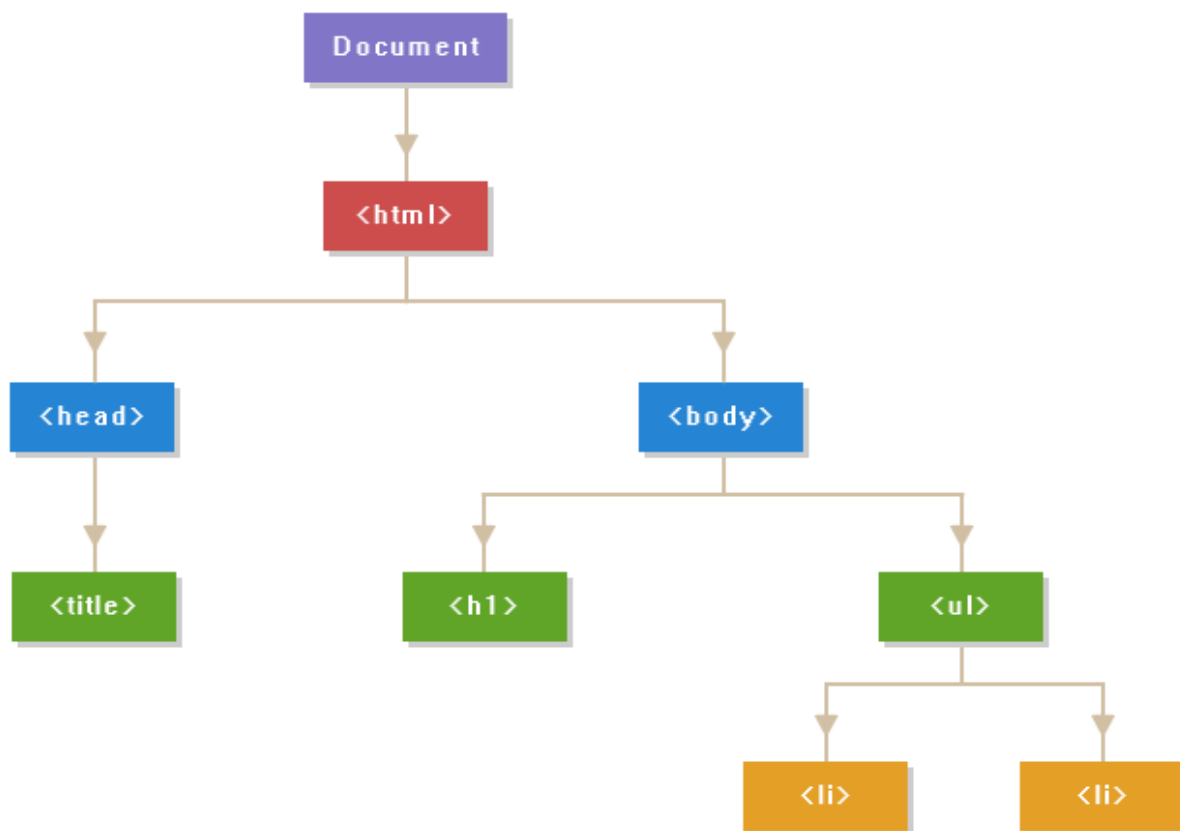 Document
<html>
<head>
<body>
<title>
<h1>
<ul>
<li>
<li>